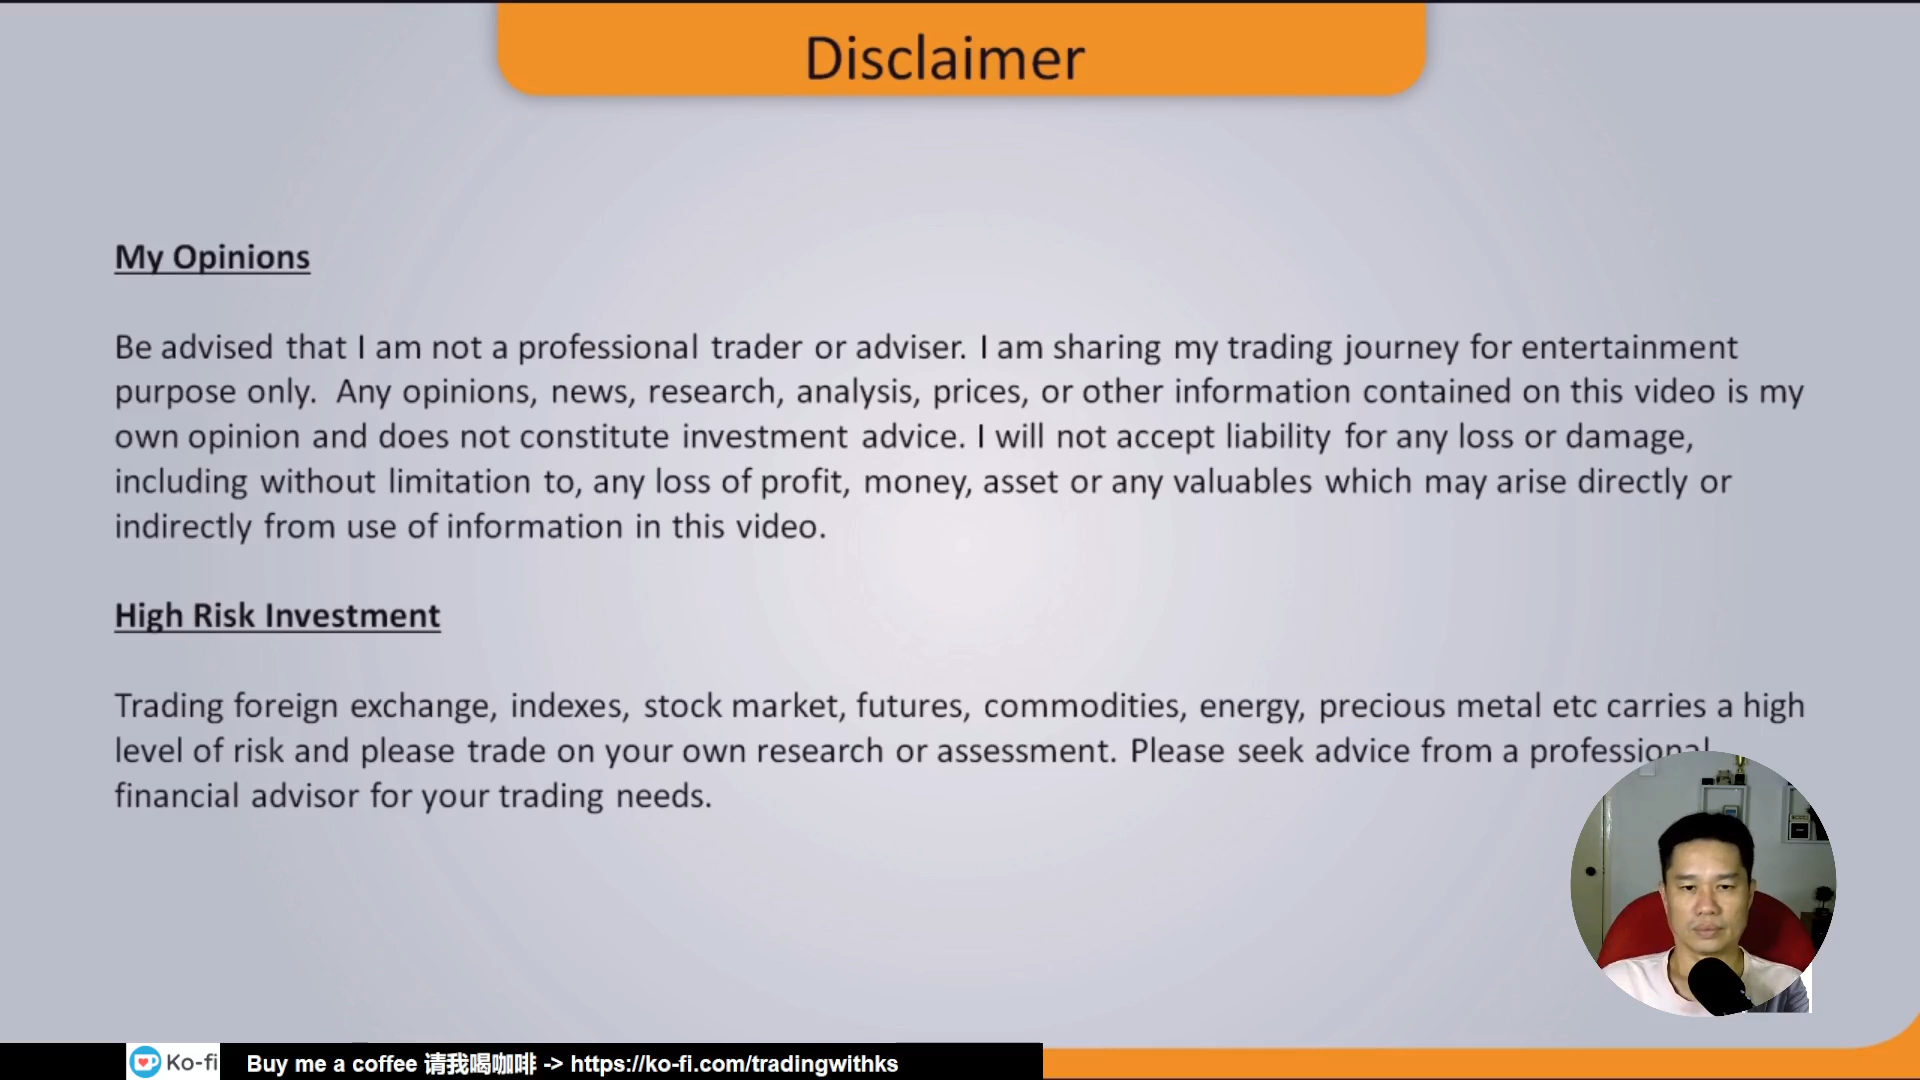 Disclaimer
My Opinions
Be advised that I am not a professional trader or adviser. I am sharing my trading journey for entertainment
purpose only. Any opinions, news, research, analysis, prices, or other information contained on this video is my
own opinion and does not constitute investment advice. I will not accept liability for any loss or damage,
including without limitation to, any loss of profit, money, asset or any valuables which may arise directly or
indirectly from use of information in this video.
High Risk Investment
Trading foreign exchange, indexes, stock market, futures, commodities, energy, precious metal etc carries a high
level of risk and please trade on your own research or assessment. Please seek advice from a professional
financial advisor for your trading needs.
Ko-fi Buy me a coffee 请我喝咖啡 -> https://ko-fi.com/tradingwithks